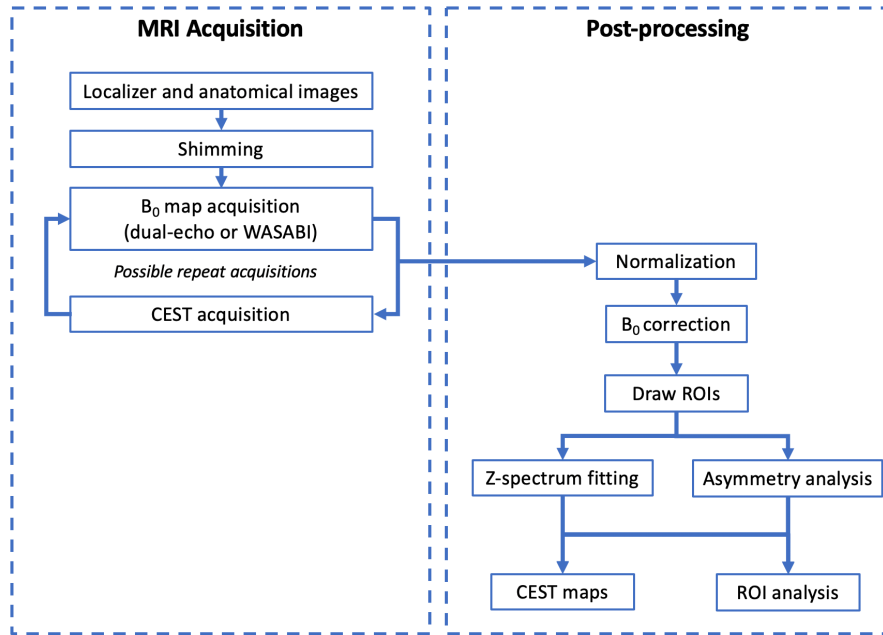 MRI Acquisition
Localizer and anatomical images
Shimming
B₀ map acquisition
(dual-echo or WASABI)
Possible repeat acquisitions
CEST acquisition
Post-processing
Normalization
B₀ correction
Draw ROIs
Z-spectrum fitting
Asymmetry analysis
CEST maps
ROI analysis